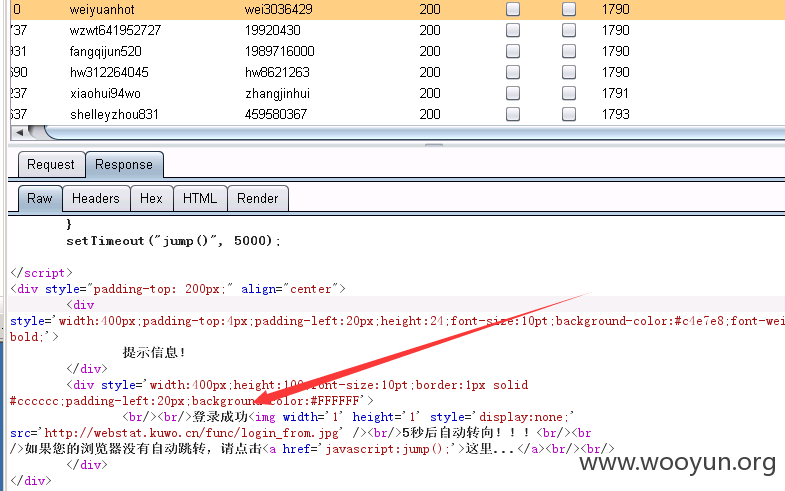 0 weiyuanhot wei3036429 200 1790
737 wzwt641952727 19920430 200 1790
931 fangqijun520 1989716000 200 1790
690 hw312264045 hw8621263 200 1790
237 xiaohui94wo zhangjinhui 200 1791
637 shelleyzhou831 459580367 200 1793
Request Response
Raw Headers Hex HTML Render
}
setTimeout("jump()", 5000);
</script>
<div style="padding-top: 200px;" align="center">
<div
style='width:400px;padding-top:4px;padding-left:20px;height:24;font-size:10pt;background-color:#c4e7e8;font-wei
bold;'>
提示信息!
</div>
<div style='width:400px;height:100;font-size:10pt;border:1px solid
#cccccc;padding-left:20px;background-color:#FFFFFF'>
<br/><br/>登录成功<img width='1' height='1' style='display:none;'
src='http://webstat.kuwo.cn/func/login_from.jpg' /><br/>5秒后自动转向!!!<br/><br
/>如果您的浏览器没有自动跳转，请点击<a href='javascript:jump();'>这里...</a><br/><br/>
</div>
</div>
www.wooyun.org